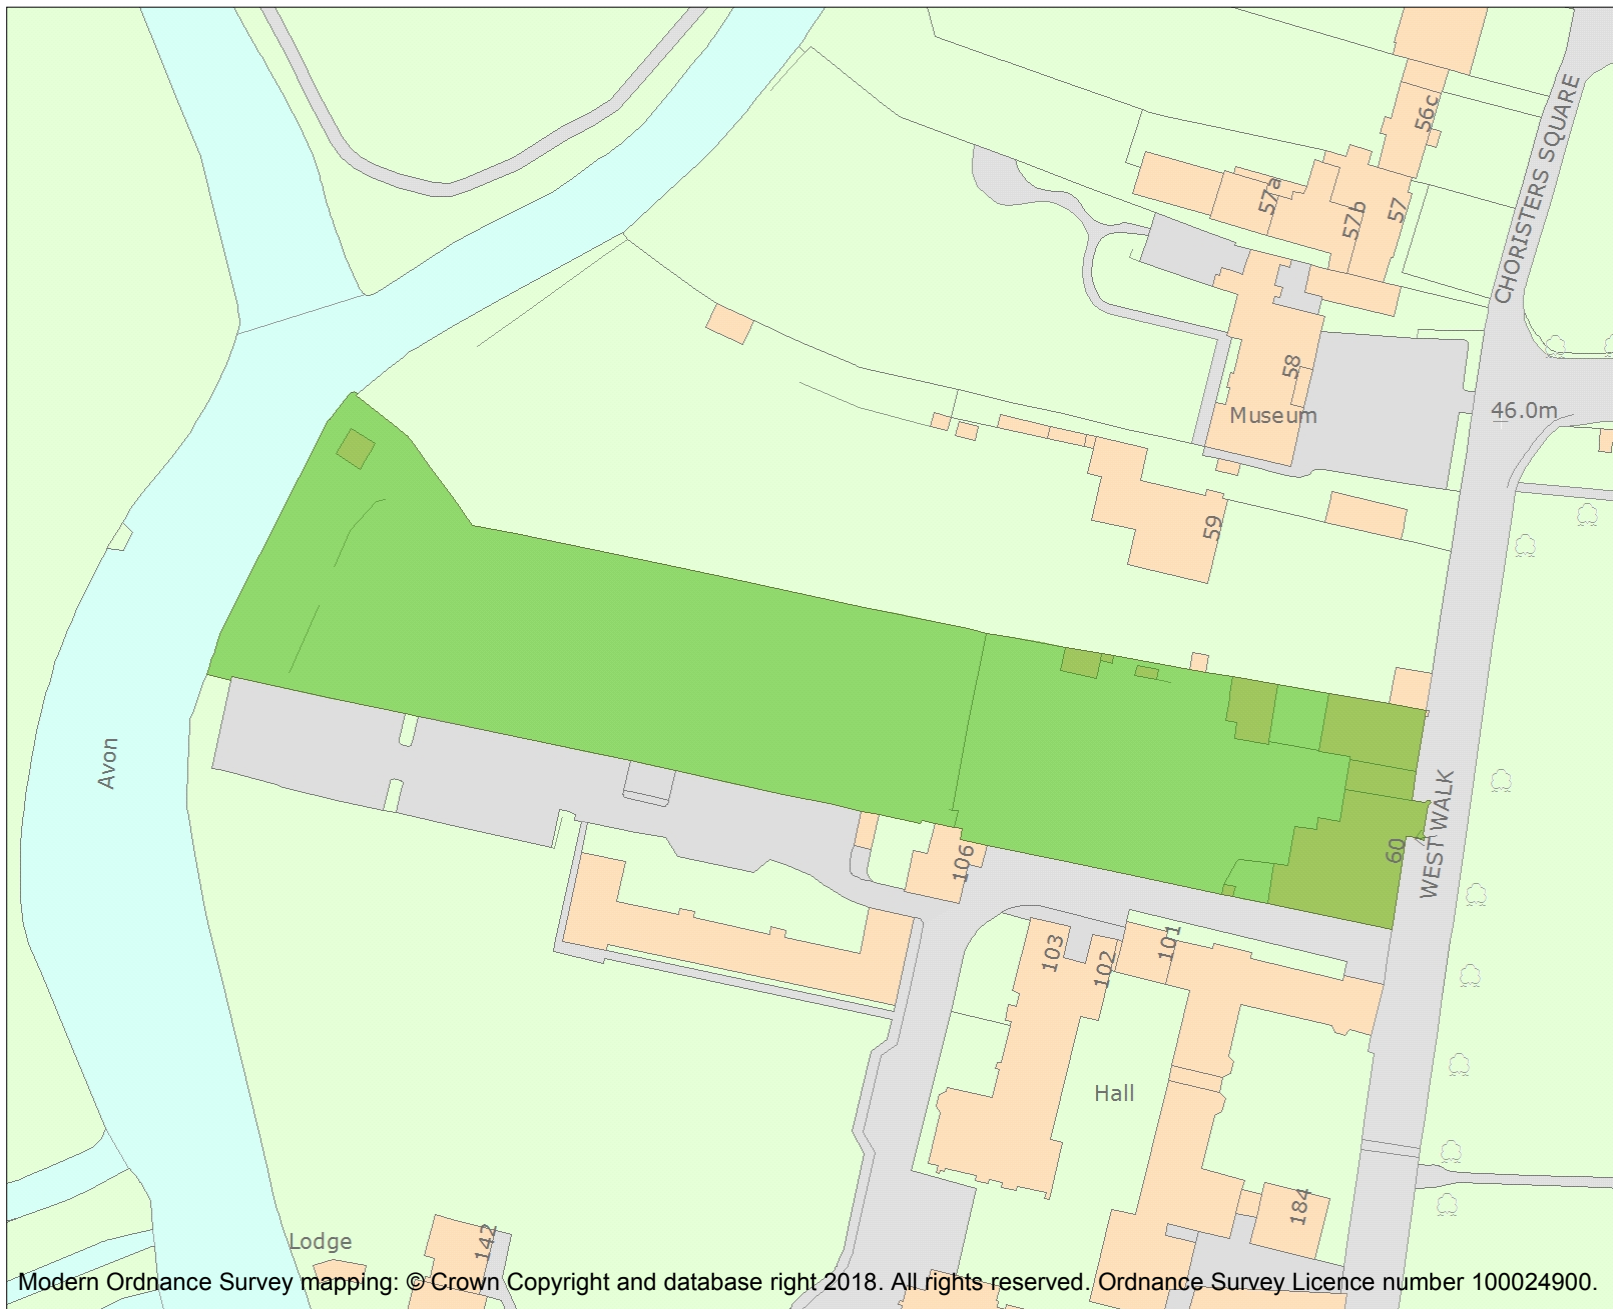 56c
CHORISTERS SQUARE
57a
57b
57
58
Museum
46.0m
59
Avon
WEST WALK
60
106
103
102
101
Hall
184
142
Lodge
Modern Ordnance Survey mapping: © Crown Copyright and database right 2018. All rights reserved. Ordnance Survey Licence number 100024900.